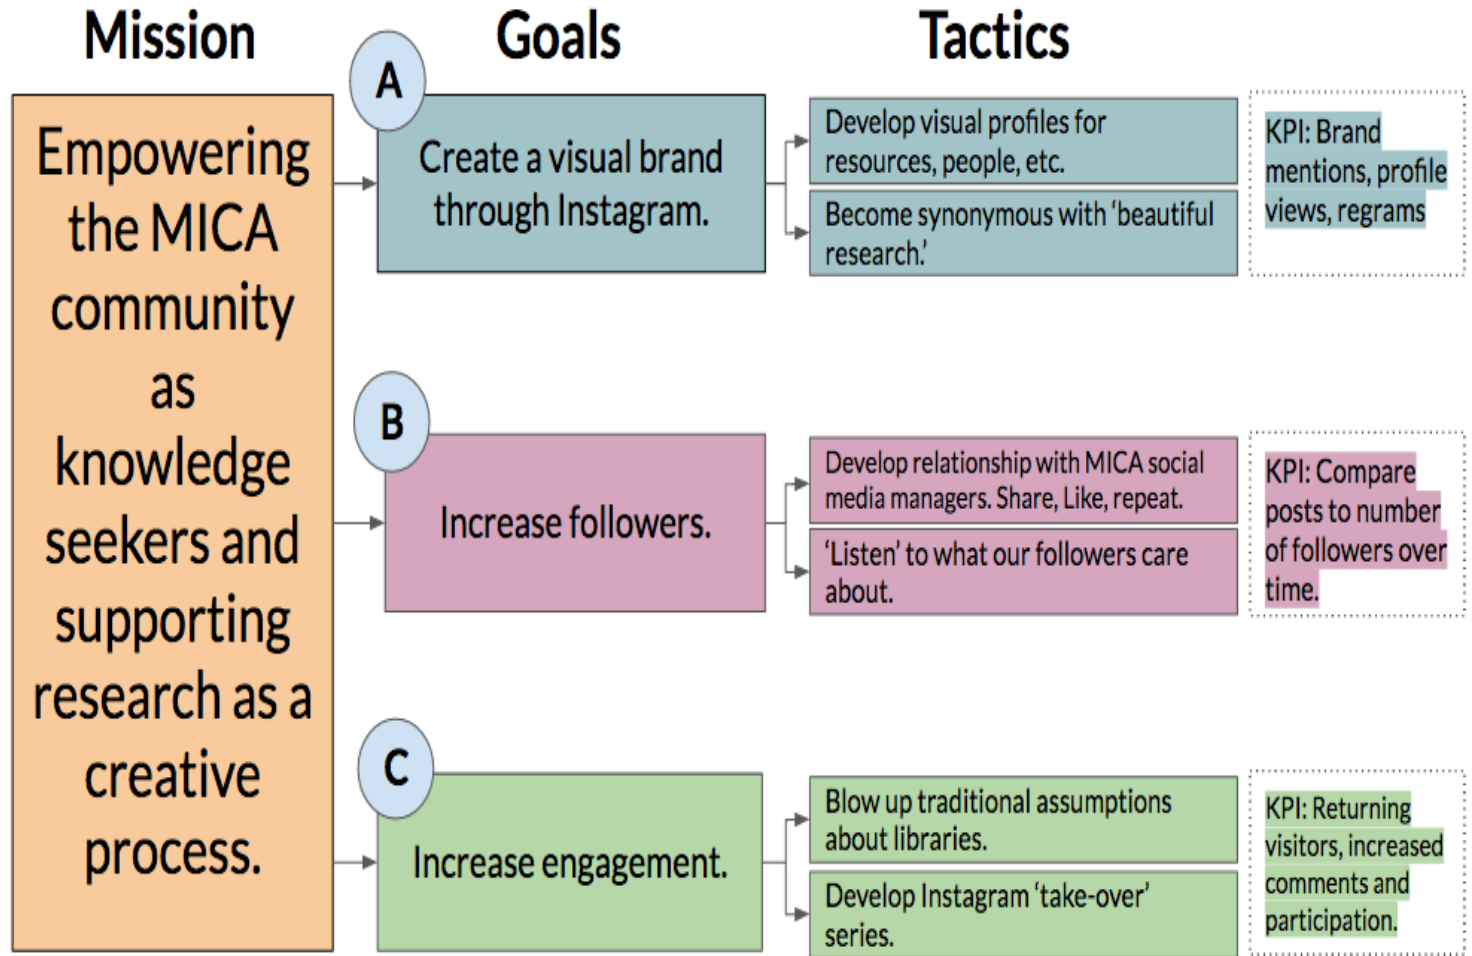 Mission
Goals
Tactics
Empowering
the MICA
community
as
knowledge
seekers and
supporting
research as a
creative
process.
A
Create a visual brand
through Instagram.
Develop visual profiles for
resources, people, etc.
Become synonymous with ‘beautiful
research.’
KPI: Brand
mentions, profile
views, regrams
B
Increase followers.
Develop relationship with MICA social
media managers. Share, Like, repeat.
‘Listen’ to what our followers care
about.
KPI: Compare
posts to number
of followers over
time.
C
Increase engagement.
Blow up traditional assumptions
about libraries.
Develop Instagram ‘take-over’
series.
KPI: Returning
visitors, increased
comments and
participation.